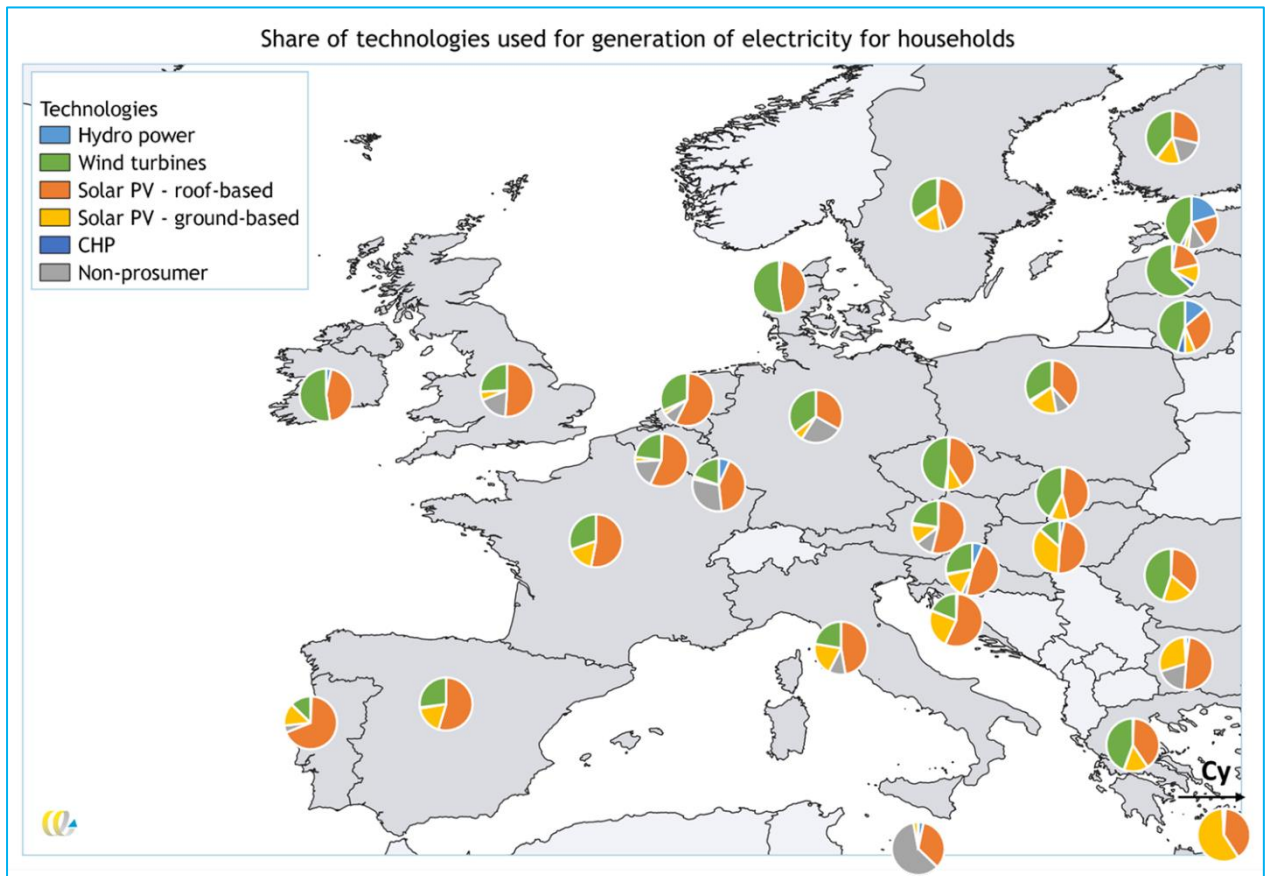 Share of technologies used for generation of electricity for households
Technologies
Hydro power
Wind turbines
Solar PV - roof-based
Solar PV - ground-based
CHP
Non-prosumer
Cy